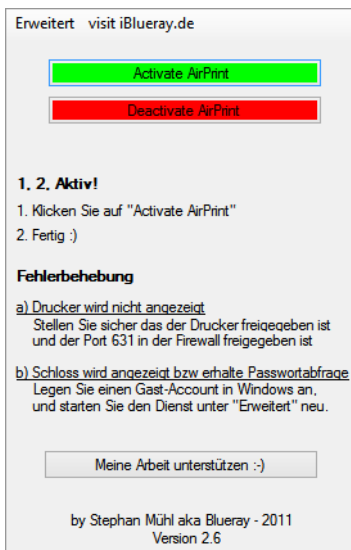 Erweitert visit iBlueray.de
Activate AirPrint
Deactivate AirPrint
1, 2, Aktiv!
1. Klicken Sie auf "Activate AirPrint"
2. Fertig :)
Fehlerbehebung
a) Drucker wird nicht angezeigt
Stellen Sie sicher das der Drucker freigegeben ist
und der Port 631 in der Firewall freigegeben ist
b) Schloss wird angezeigt bzw erhalte Passwortabfrage
Legen Sie einen Gast-Account in Windows an,
und starten Sie den Dienst unter "Erweitert" neu.
Meine Arbeit unterstützen :-)
by Stephan Mühl aka Blueray - 2011
Version 2.6